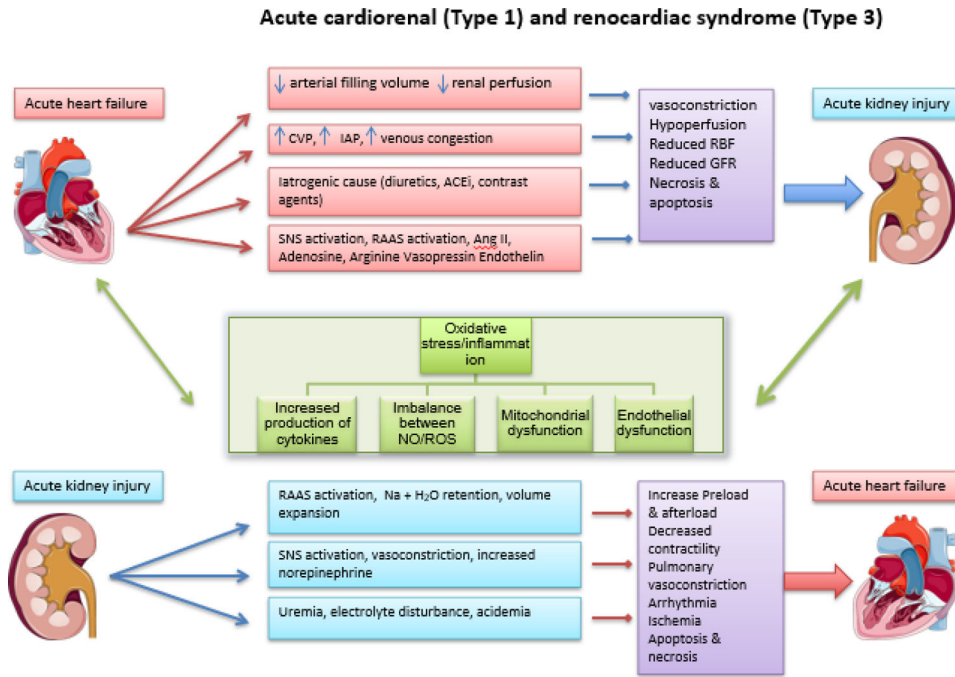 Acute cardiorenal (Type 1) and renocardiac syndrome (Type 3)
Acute heart failure
↓ arterial filling volume ↓ renal perfusion
↑ CVP, ↑ IAP, ↑ venous congestion
Iatrogenic cause (diuretics, ACEi, contrast
agents)
SNS activation, RAAS activation, Ang II,
Adenosine, Arginine Vasopressin Endothelin
vasoconstriction
Hypoperfusion
Reduced RBF
Reduced GFR
Necrosis &
apoptosis
Acute kidney injury
Oxidative
stress/inflammat
ion
Increased
production of
cytokines
Imbalance
between
NO/ROS
Mitochondrial
dysfunction
Endothelial
dysfunction
Acute kidney injury
RAAS activation, Na + H₂O retention, volume
expansion
SNS activation, vasoconstriction, increased
norepinephrine
Uremia, electrolyte disturbance, acidemia
Increase Preload
& afterload
Decreased
contractility
Pulmonary
vasoconstriction
Arrhythmia
Ischemia
Apoptosis &
necrosis
Acute heart failure